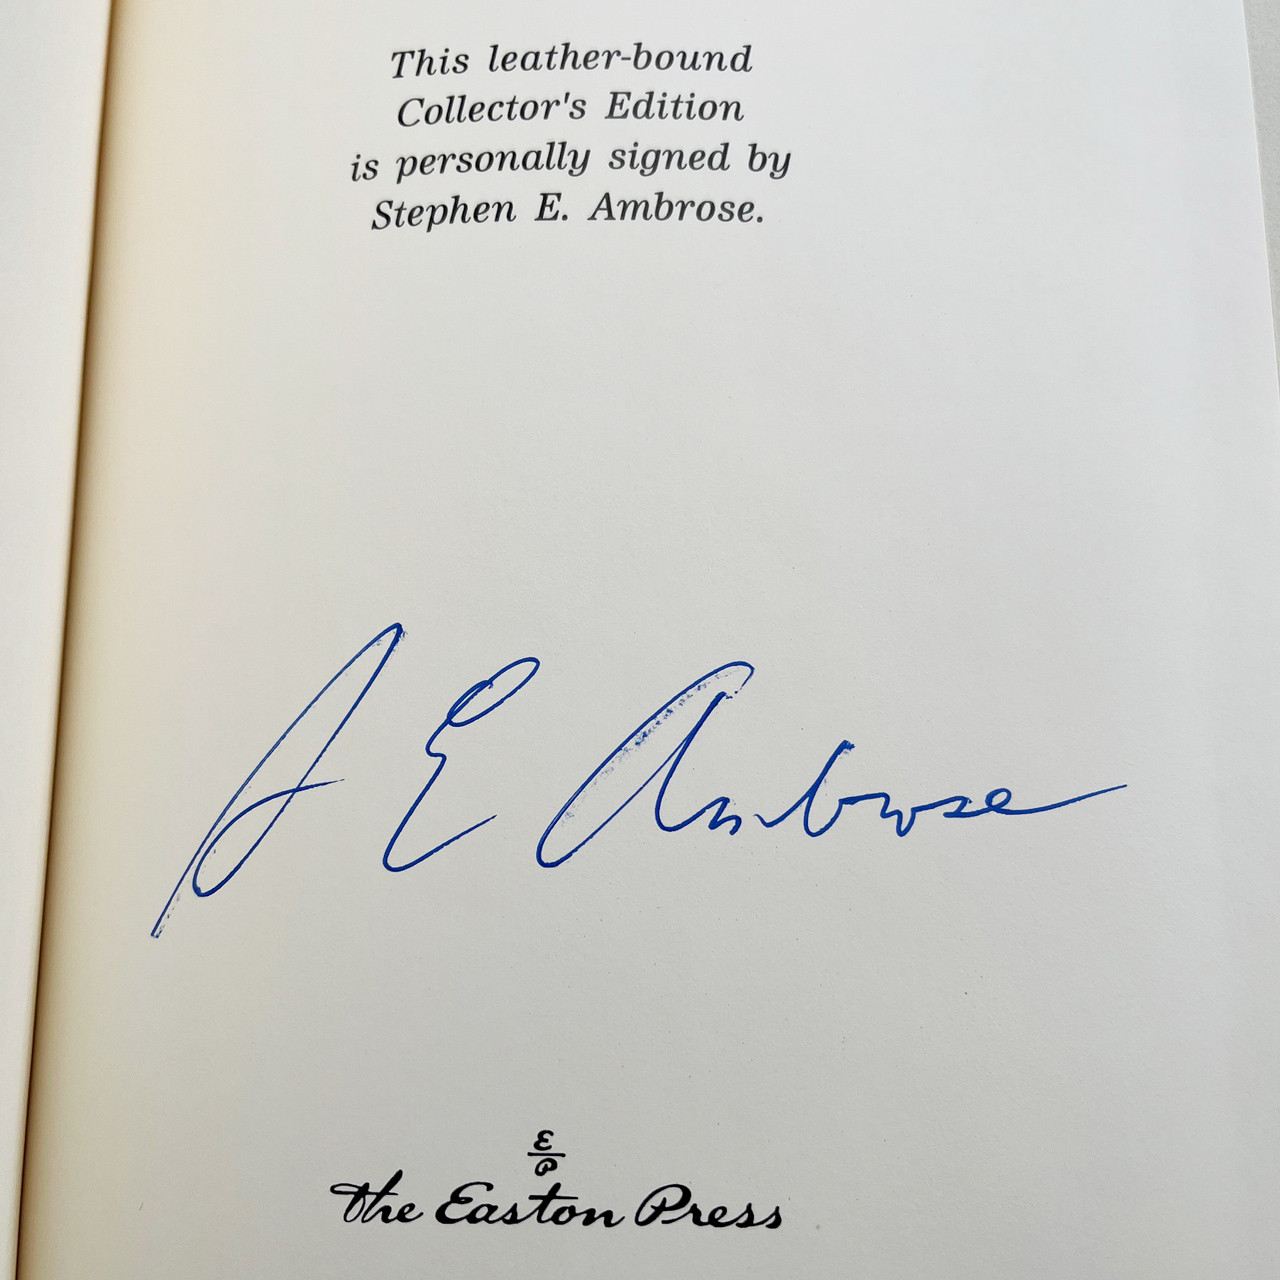 This leather-bound
Collector's Edition
is personally signed by
Stephen E. Ambrose.
S E Ambrose
E
P
The Easton Press